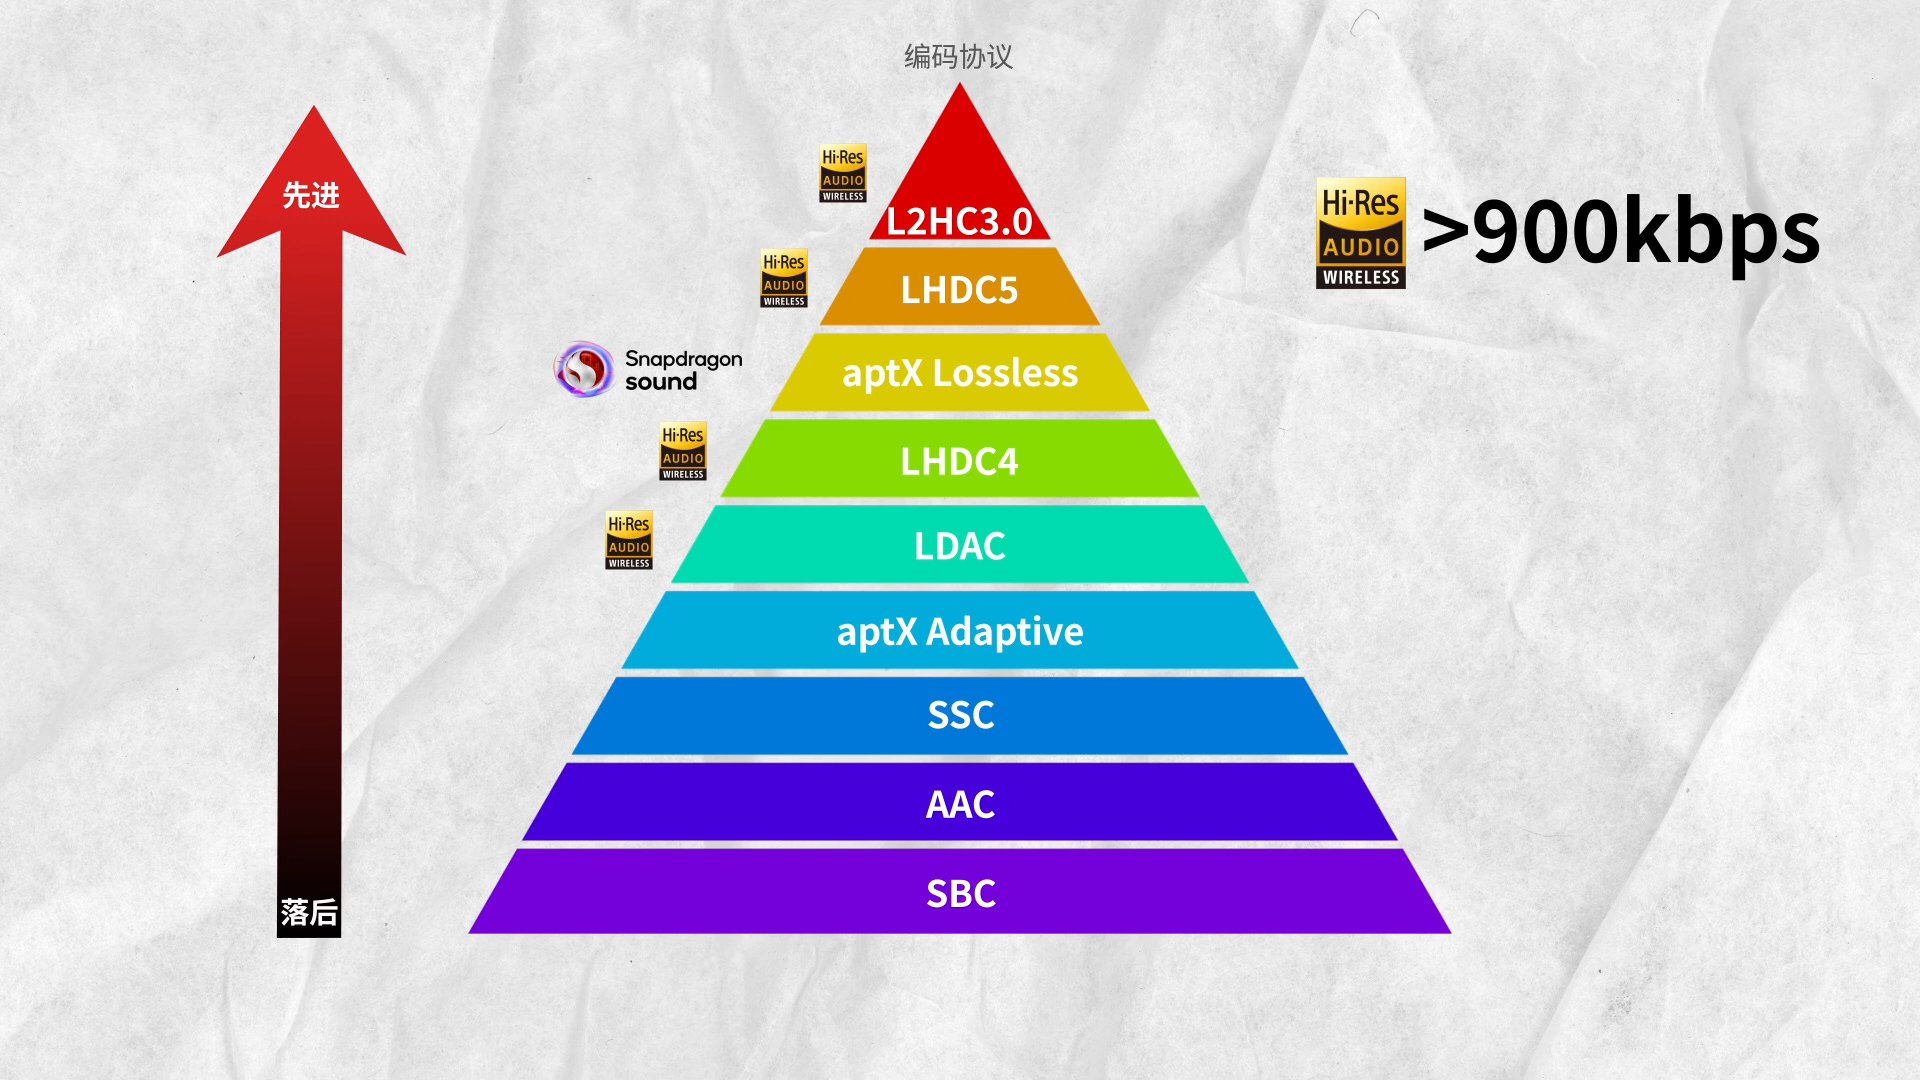 编码协议
先进
Hi·Res
AUDIO
WIRELESS
L2HC3.0
Hi·Res
AUDIO
WIRELESS
>900kbps
Hi·Res
AUDIO
WIRELESS
LHDC5
Snapdragon
sound
aptX Lossless
Hi·Res
AUDIO
WIRELESS
LHDC4
Hi·Res
AUDIO
WIRELESS
LDAC
aptX Adaptive
SSC
AAC
SBC
落后